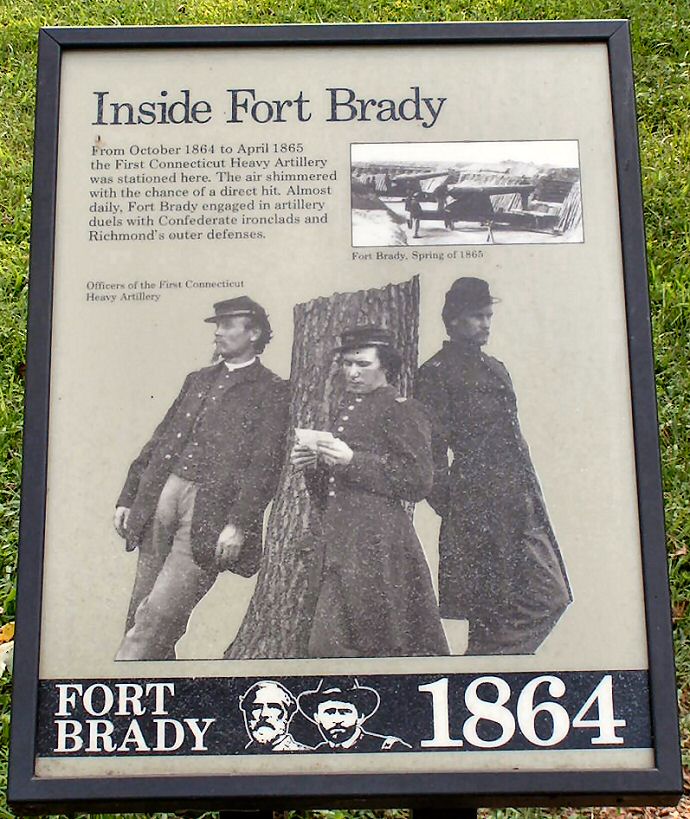 Inside Fort Brady
From October 1864 to April 1865
the First Connecticut Heavy Artillery
was stationed here. The air shimmered
with the chance of a direct hit. Almost
daily, Fort Brady engaged in artillery
duels with Confederate ironclads and
Richmond's outer defenses.
Fort Brady, Spring of 1865
Officers of the First Connecticut
Heavy Artillery
FORT
BRADY
1864